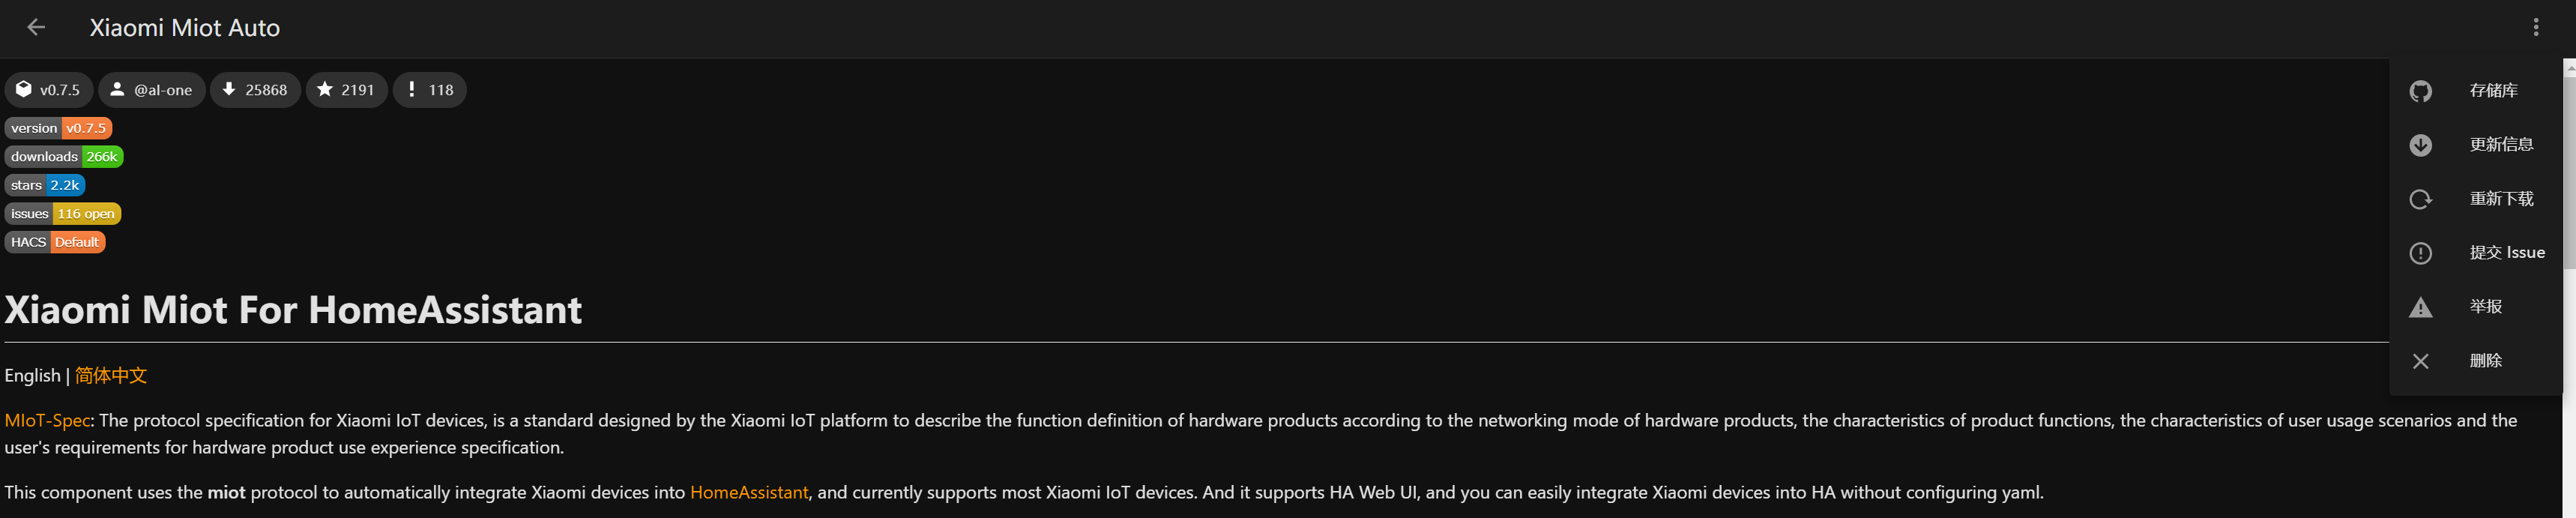 Xiaomi Miot Auto
v0.7.5 @al-one 25868 2191 118
version v0.7.5
downloads 266k
stars 2.2k
issues 116 open
HACS Default
存储库
更新信息
重新下载
提交 Issue
举报
删除
Xiaomi Miot For HomeAssistant
English | 简体中文
MIoT-Spec: The protocol specification for Xiaomi IoT devices, is a standard designed by the Xiaomi IoT platform to describe the function definition of hardware products according to the networking mode of hardware products, the characteristics of product functions, the characteristics of user usage scenarios and the
user's requirements for hardware product use experience specification.
This component uses the miot protocol to automatically integrate Xiaomi devices into HomeAssistant, and currently supports most Xiaomi IoT devices. And it supports HA Web UI, and you can easily integrate Xiaomi devices into HA without configuring yaml.